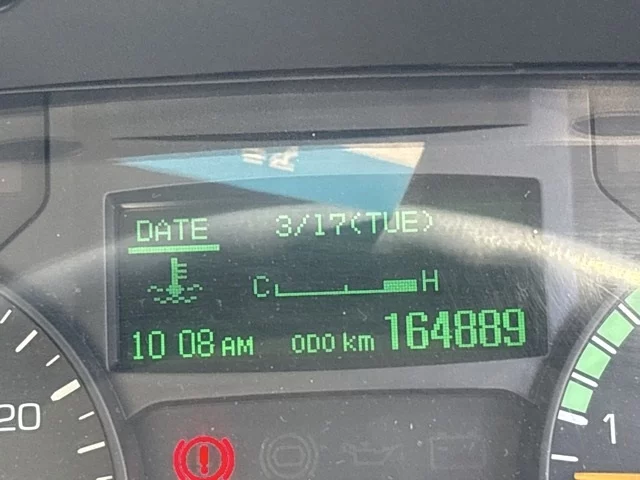 DATE 3/17(TUE)
C H
10 08 AM ODO km 164889
20 1